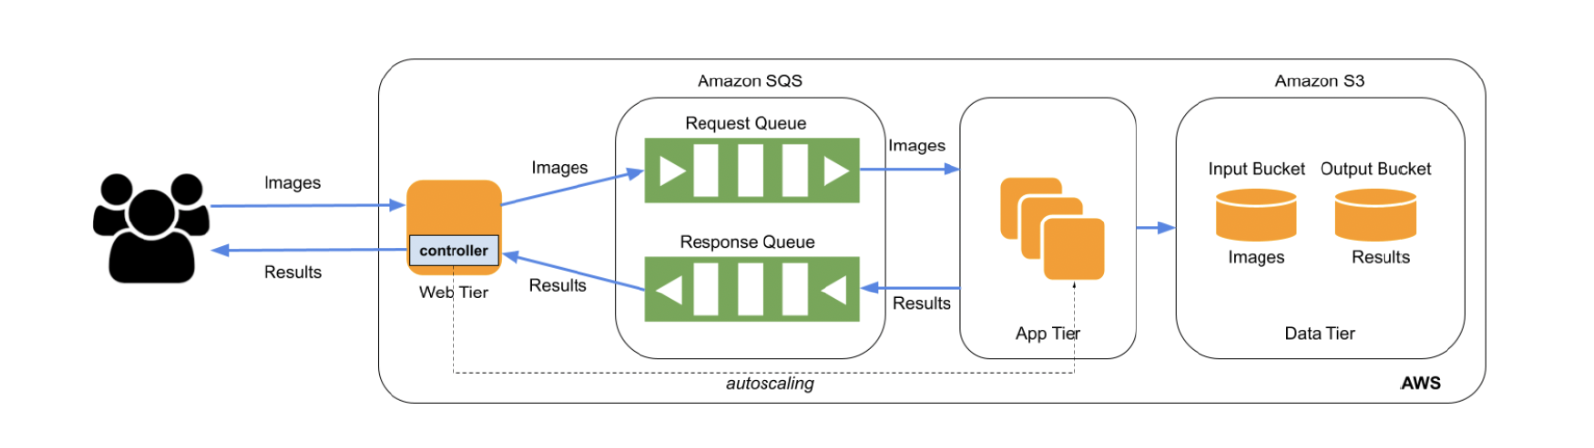 Amazon SQS
Amazon S3
Request Queue
Images
Images
Images
Input Bucket
Output Bucket
Response Queue
controller
Images
Results
Results
Results
Web Tier
Results
App Tier
Data Tier
autoscaling
AWS